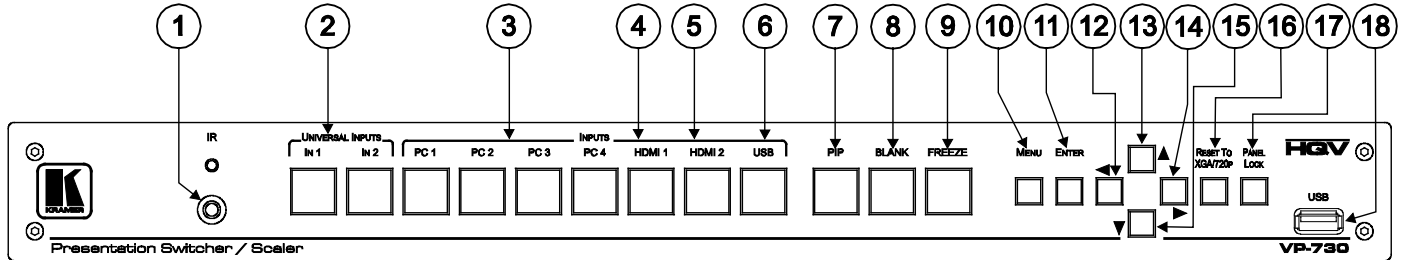 1 2 3 4 5 6 7 8 9 10 11 12 13 14 15 16 17 18
IR
UNIVERSAL INPUTS
IN 1 IN 2
INPUTS
PC 1 PC 2 PC 3 PC 4 HDMI 1 HDMI 2 USB
PIP BLANK FREEZE
MENU ENTER
RESET TO
XGA/720P
PANEL
LOCK
HQV
K
KRAMER
USB
Presentation Switcher / Scaler
VP-730